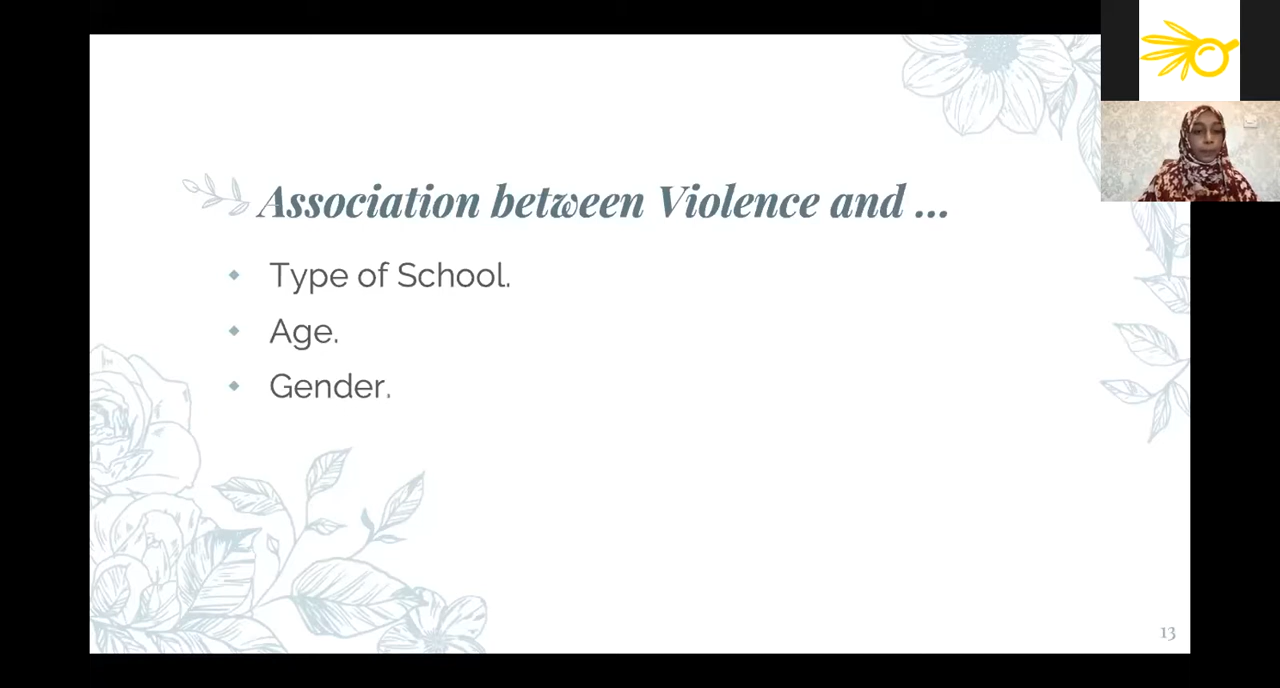 Association between Violence and ...
Type of School.
Age.
Gender.
13